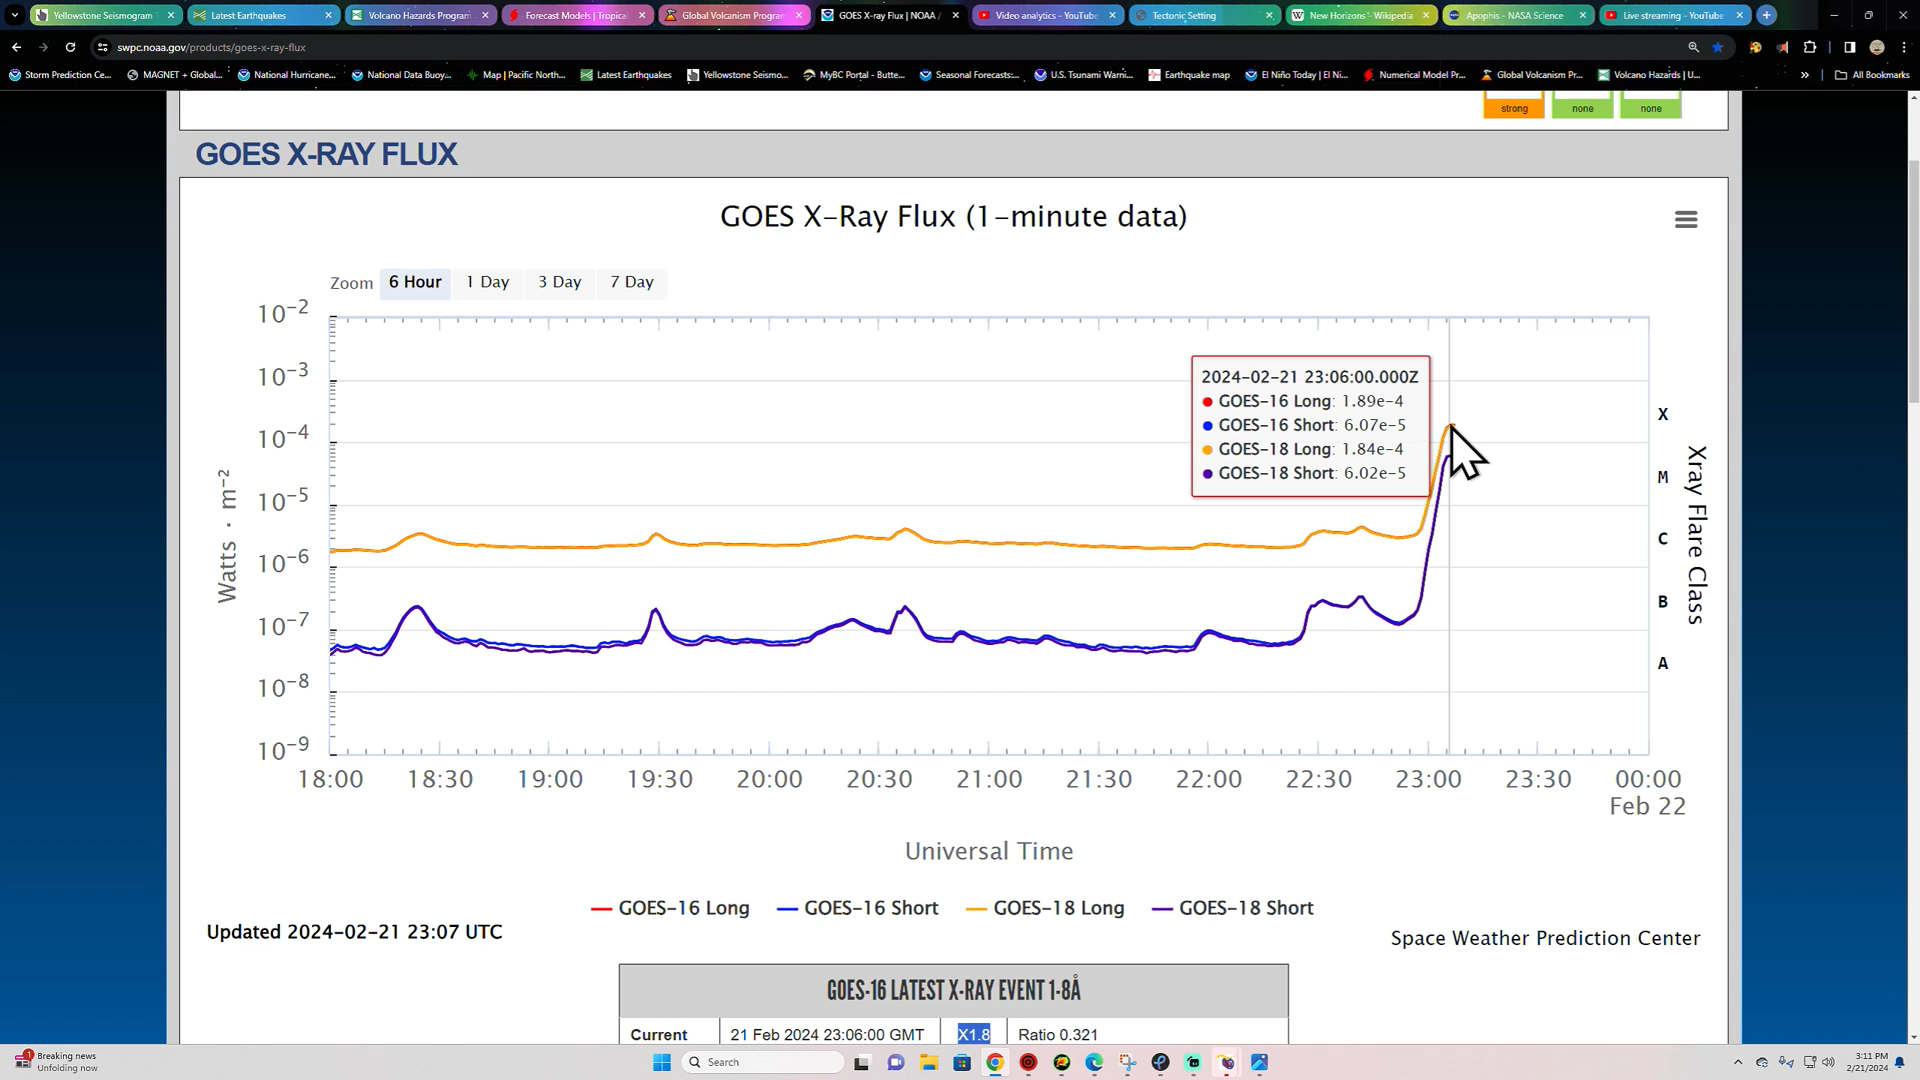 Yellowstone Seismogram
Latest Earthquakes
Volcano Hazards Program
Forecast Models | Tropical
Global Volcanism Program
GOES X-ray Flux | NOAA /
Video analytics - YouTube
Tectonic Setting
New Horizons - Wikipedia
Apophis - NASA Science
Live streaming - YouTube
swpc.noaa.gov/products/goes-x-ray-flux
Storm Prediction Ce...
MAGNET + Global...
National Hurricane...
National Data Buoy...
Map | Pacific North...
Latest Earthquakes
Yellowstone Seismo...
MyBC Portal - Butte...
Seasonal Forecasts:...
U.S. Tsunami Warni...
Earthquake map
El Niño Today | El Ni...
Numerical Model Pr...
Global Volcanism Pr...
Volcano Hazards | U...
»
All Bookmarks
strong
none
none
GOES X-RAY FLUX
GOES X-Ray Flux (1-minute data)
Zoom 6 Hour 1 Day 3 Day 7 Day
10-2
10-3
10-4
10-5
10-6
10-7
10-8
10-9
Watts · m-2
2024-02-21 23:06:00.000Z
GOES-16 Long: 1.89e-4
GOES-16 Short: 6.07e-5
GOES-18 Long: 1.84e-4
GOES-18 Short: 6.02e-5
X
M
C
B
A
Xray Flare Class
18:00 18:30 19:00 19:30 20:00 20:30 21:00 21:30 22:00 22:30 23:00 23:30 00:00
Feb 22
Universal Time
GOES-16 Long GOES-16 Short GOES-18 Long GOES-18 Short
Updated 2024-02-21 23:07 UTC
Space Weather Prediction Center
GOES-16 LATEST X-RAY EVENT 1-8Å
Current 21 Feb 2024 23:06:00 GMT X1.8 Ratio 0.321
1
Breaking news
Unfolding now
Search
3:11 PM
2/21/2024